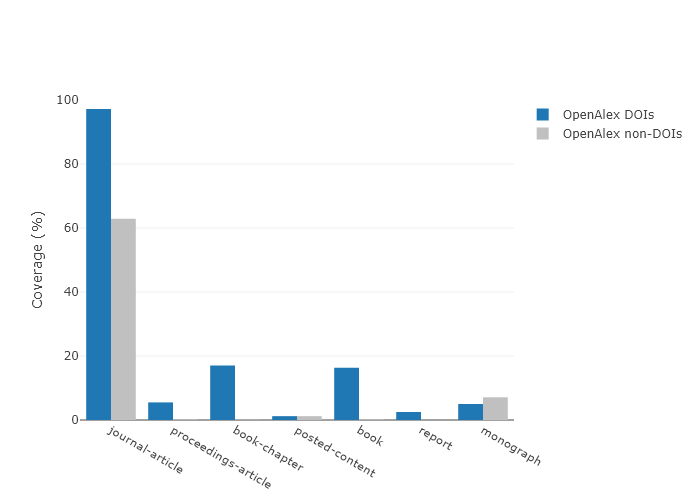 100
80
60
40
20
0
Coverage (%)
journal-article
proceedings-article
book-chapter
posted-content
book
report
monograph
OpenAlex DOIs
OpenAlex non-DOIs